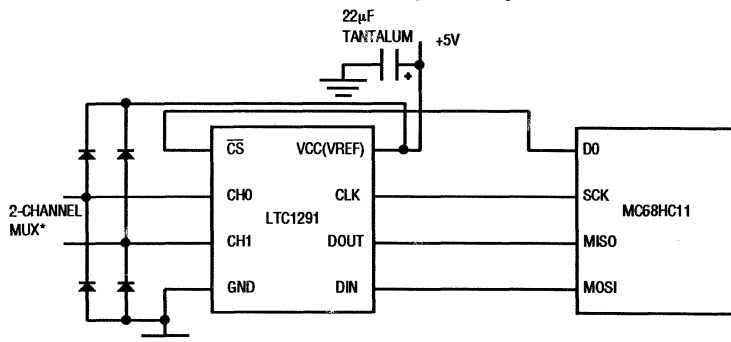 22µF
TANTALUM
+5V
+
CS VCC(VREF) D0
CH0 CLK SCK
2-CHANNEL
MUX*
LTC1291 MC68HC11
CH1 DOUT MISO
GND DIN MOSI